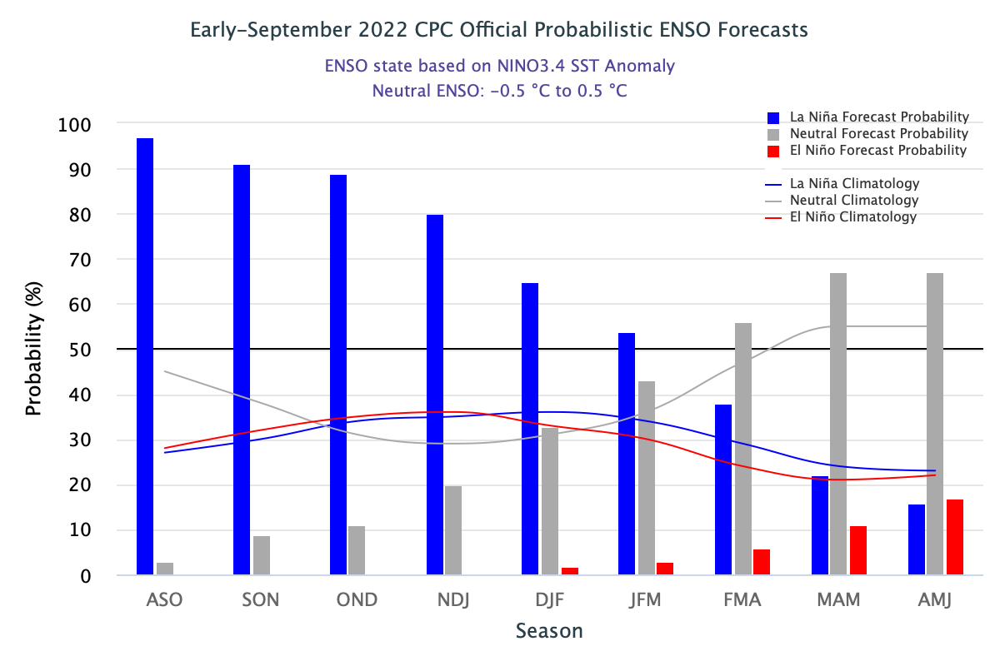 Early−September 2022 CPC Official Probabilistic ENSO Forecasts
ENSO state based on NINO3.4 SST Anomaly
Neutral ENSO: −0.5 °C to 0.5 °C
La Niña Forecast Probability
Neutral Forecast Probability
El Niño Forecast Probability
La Niña Climatology
Neutral Climatology
El Niño Climatology
Probability (%)
100
90
80
70
60
50
40
30
20
10
0
ASO SON OND NDJ DJF JFM FMA MAM AMJ
Season